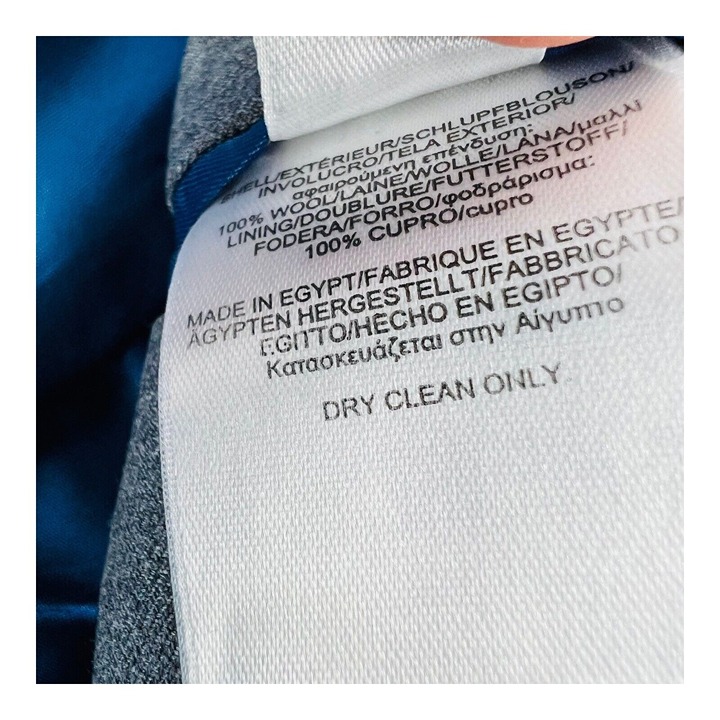 SHELL/EXTÉRIEUR/SCHLUPFBLOUSON/
INVOLUCRO/TELA EXTERIOR/
αφαιρούμενη επένδυση:
100% WOOL/LAINE/WOLLE/LANA/μαλλι
LINING/DOUBLURE/FUTTERSTOFF/
FODERA/FORRO/φοδράρισμα:
100% CUPRO/cupro
MADE IN EGYPT/FABRIQUE EN EGYPTE/
ÄGYPTEN HERGESTELLT/FABBRICATO
EGITTO/HECHO EN EGIPTO/
Κατασκευάζεται στην Αίγυπτο
DRY CLEAN ONLY